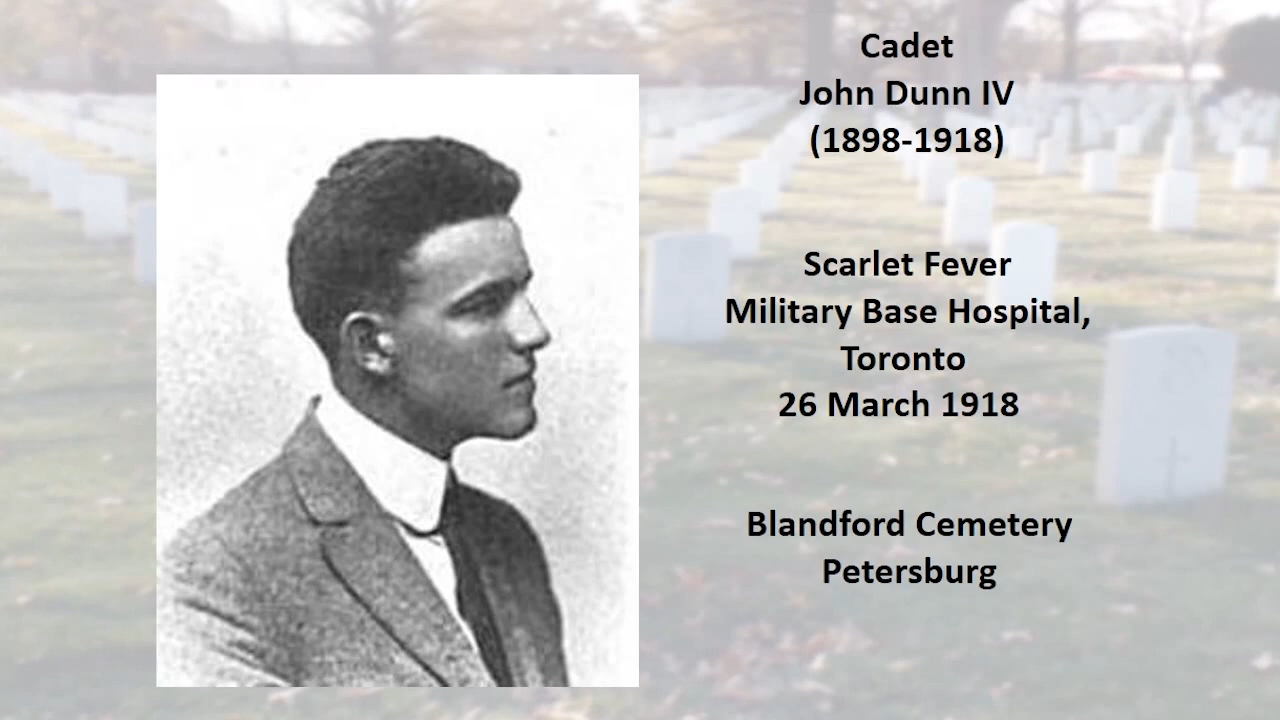 Cadet
John Dunn IV
(1898-1918)
Scarlet Fever
Military Base Hospital,
Toronto
26 March 1918
Blandford Cemetery
Petersburg